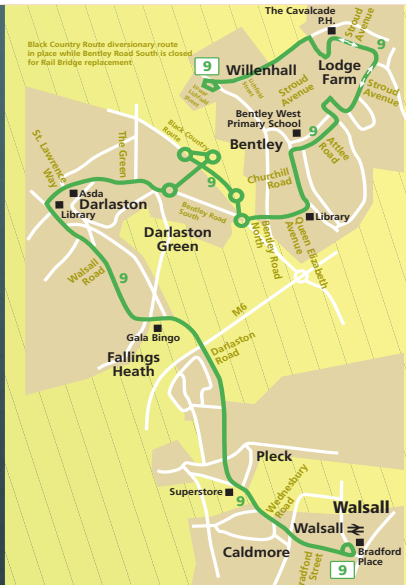 The Cavalcade
P.H.
Stroud
Avenue
9
Black Country Route diversionary route
in place while Bentley Road South is closed
for Rail Bridge replacement
9
Willenhall
Lodge
Farm
Stroud
Avenue
Stroud
Avenue
Bentley West
Primary School
9
Attlee
Road
Bentley
Black Country
Route
9
Churchill
Road
The Green
St. Lawrence
Way
Asda
Darlaston
Library
Bentley Road
South
Library
Darlaston
Green
Bentley Road
North
Queen Elizabeth
Avenue
Walsall
Road
9
M6
Gala Bingo
Darlaston
Road
Fallings
Heath
Pleck
Superstore
9
Wednesbury
Road
Walsall
Walsall
Caldmore
Bradford Street
Bradford
Place
9